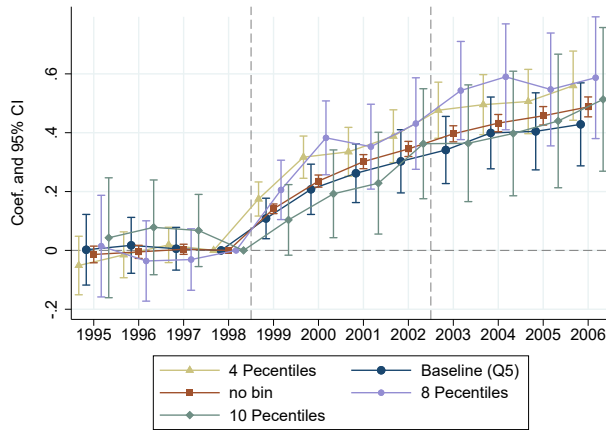 Coef. and 95% CI
.6
.4
.2
0
-.2
1995 1996 1997 1998 1999 2000 2001 2002 2003 2004 2005 2006
4 Pecentiles Baseline (Q5)
no bin 8 Pecentiles
10 Pecentiles